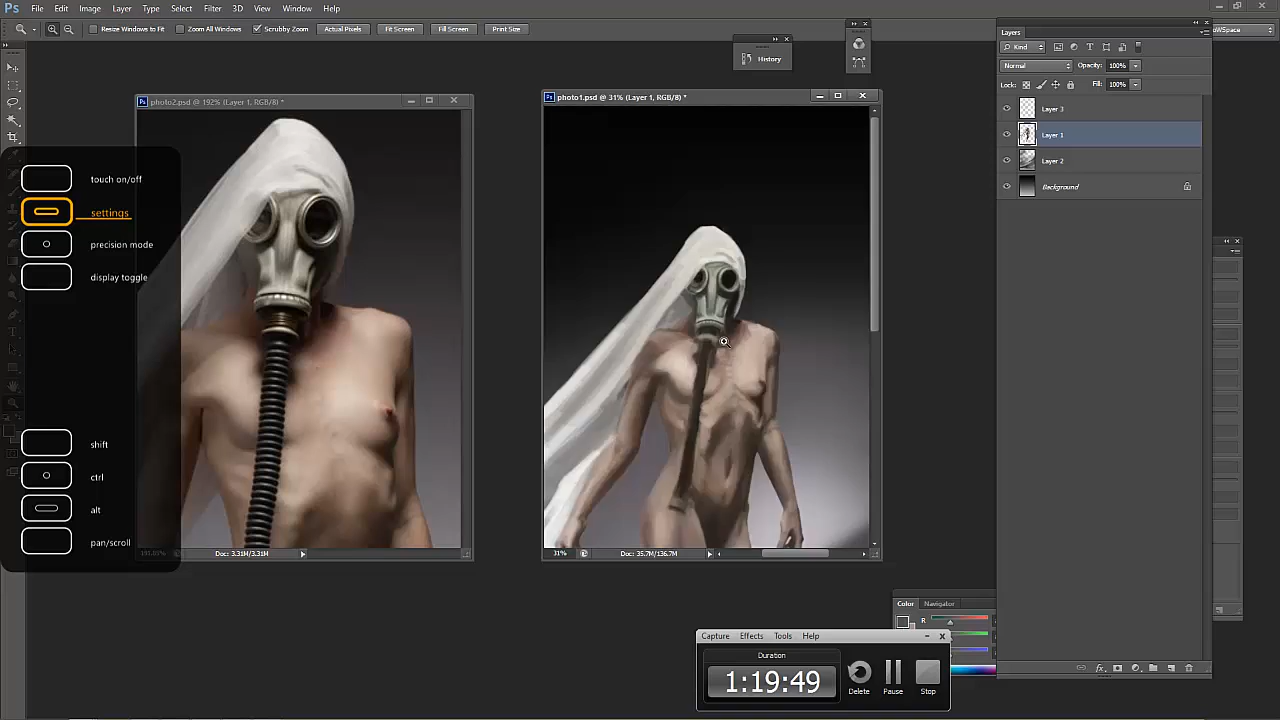 Ps File Edit Image Layer Type Select Filter 3D View Window Help
Resize Windows to Fit Zoom All Windows Scrubby Zoom Actual Pixels Fit Screen Fill Screen Print Size
History
Layers
Kind
Normal Opacity: 100%
Lock: Fill: 100%
Layer 3
Layer 1
Layer 2
Background
photo2.psd @ 192% (Layer 1, RGB/8) *
photo1.psd @ 31% (Layer 1, RGB/8) *
touch on/off
settings
precision mode
display toggle
shift
ctrl
alt
pan/scroll
Doc: 3.31M/3.31M
31% Doc: 35.7M/136.7M
Color Navigator
R
Capture Effects Tools Help
Duration
1:19:49
Delete Pause Stop